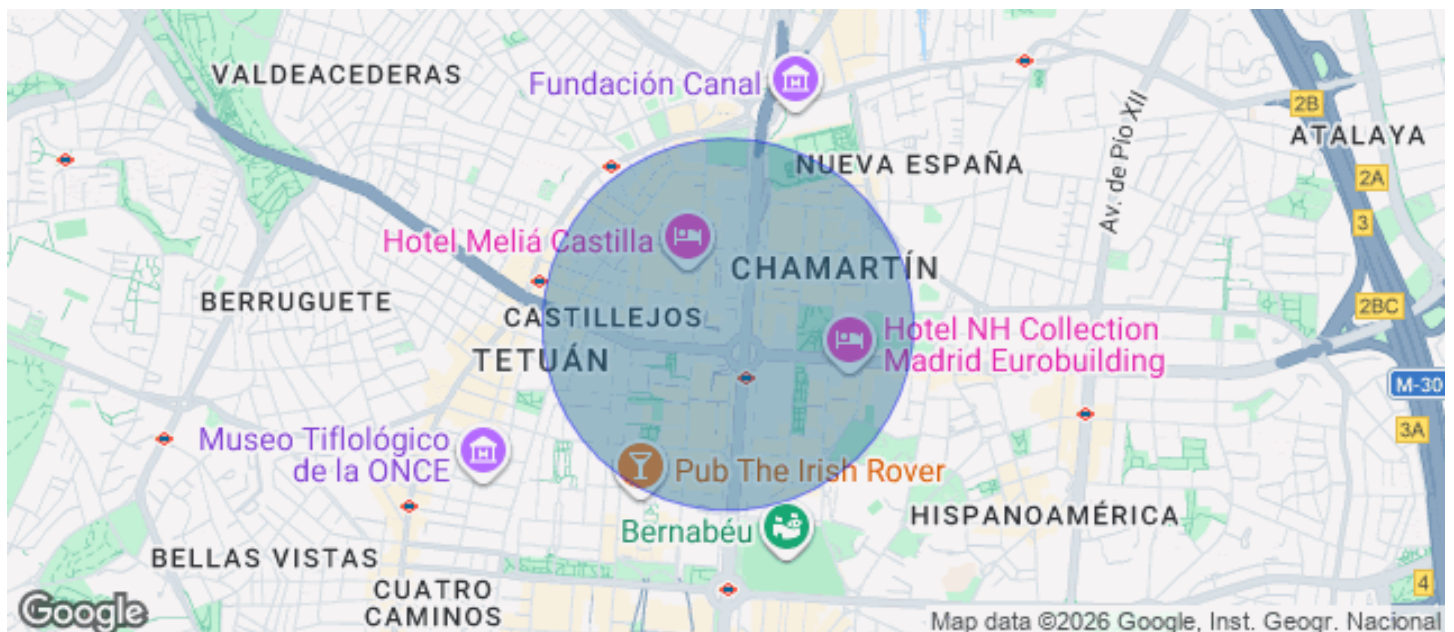 VALDEACEDERAS
Fundación Canal
2B
ATALAYA
NUEVA ESPAÑA
Av. de Pío XII
2A
3
Hotel Meliá Castilla
CHAMARTÍN
BERRUGUETE
CASTILLEJOS
2BC
Hotel NH Collection
Madrid Eurobuilding
TETUÁN
M-30
3A
Museo Tiflológico
de la ONCE
Pub The Irish Rover
Bernabéu
HISPANOAMÉRICA
BELLAS VISTAS
CUATRO
CAMINOS
4
Google
Map data ©2026 Google, Inst. Geogr. Nacional